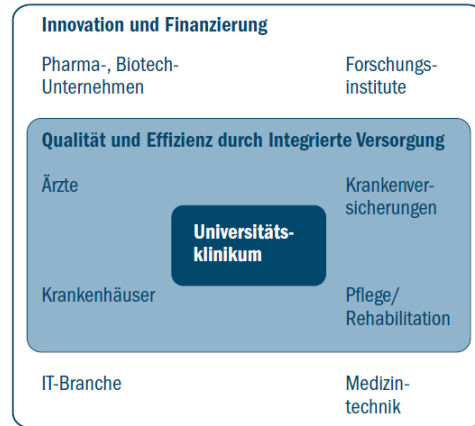 Innovation und Finanzierung
Pharma-, Biotech-
Unternehmen
Forschungs-
institute
Qualität und Effizienz durch Integrierte Versorgung
Ärzte
Krankenver-
sicherungen
Universitäts-
klinikum
Krankenhäuser
Pflege/
Rehabilitation
IT-Branche
Medizin-
technik